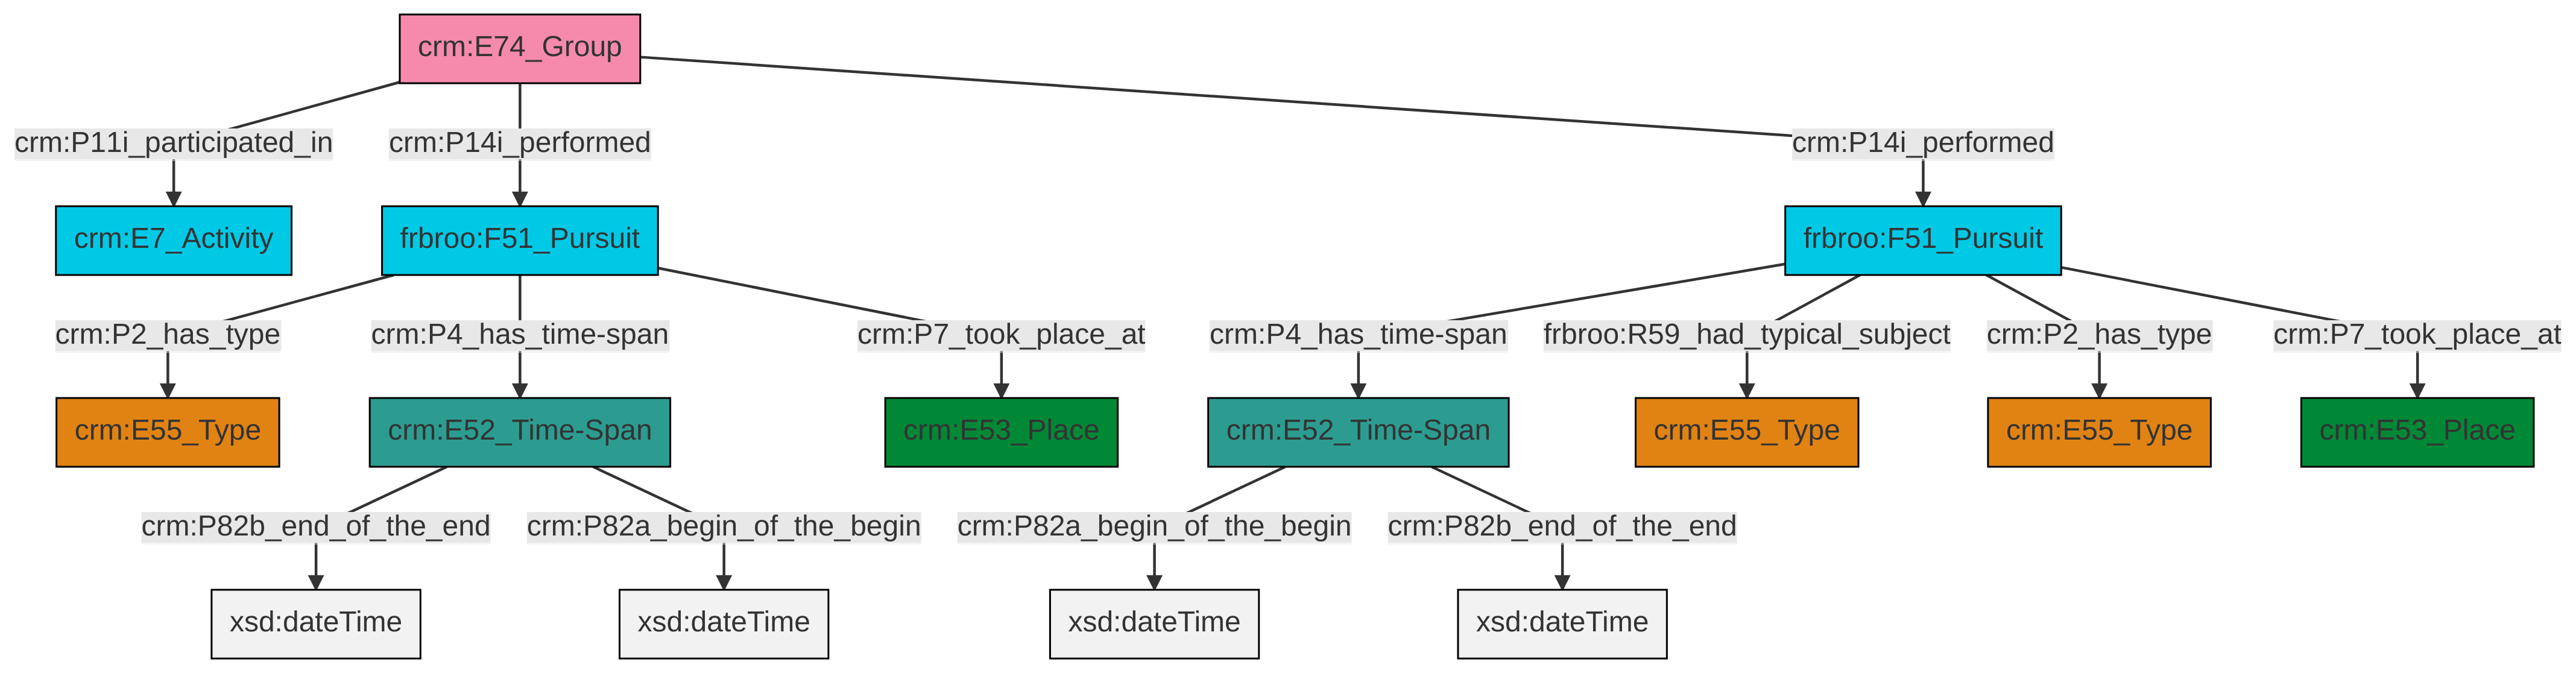 crm:E74_Group
crm:P11i_participated_in
crm:P14i_performed
crm:P14i_performed
crm:E7_Activity
frbroo:F51_Pursuit
frbroo:F51_Pursuit
crm:P2_has_type
crm:P4_has_time-span
crm:P7_took_place_at
crm:P4_has_time-span
frbroo:R59_had_typical_subject
crm:P2_has_type
crm:P7_took_place_at
crm:E55_Type
crm:E52_Time-Span
crm:E53_Place
crm:E52_Time-Span
crm:E55_Type
crm:E55_Type
crm:E53_Place
crm:P82b_end_of_the_end
crm:P82a_begin_of_the_begin
crm:P82a_begin_of_the_begin
crm:P82b_end_of_the_end
xsd:dateTime
xsd:dateTime
xsd:dateTime
xsd:dateTime